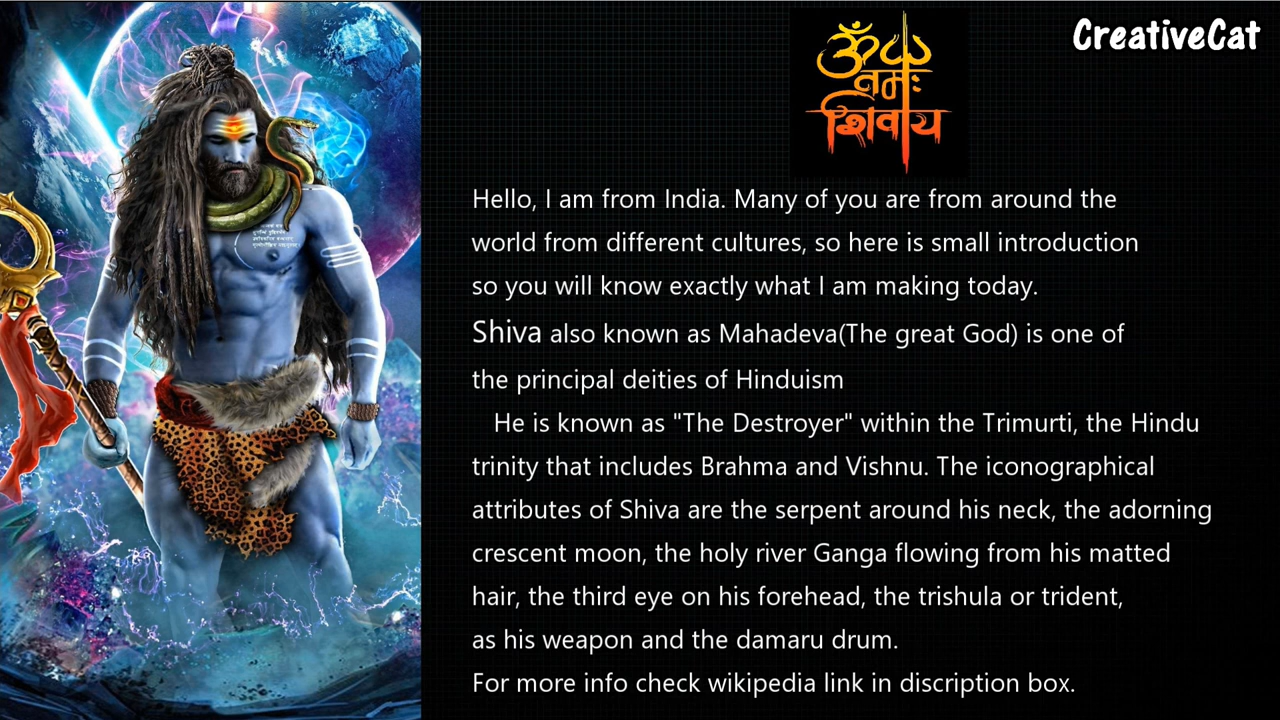 CreativeCat
ॐ
नमः
शिवाय
Hello, I am from India. Many of you are from around the
world from different cultures, so here is small introduction
so you will know exactly what I am making today.
Shiva also known as Mahadeva(The great God) is one of
the principal deities of Hinduism
He is known as "The Destroyer" within the Trimurti, the Hindu
trinity that includes Brahma and Vishnu. The iconographical
attributes of Shiva are the serpent around his neck, the adorning
crescent moon, the holy river Ganga flowing from his matted
hair, the third eye on his forehead, the trishula or trident,
as his weapon and the damaru drum.
For more info check wikipedia link in discription box.